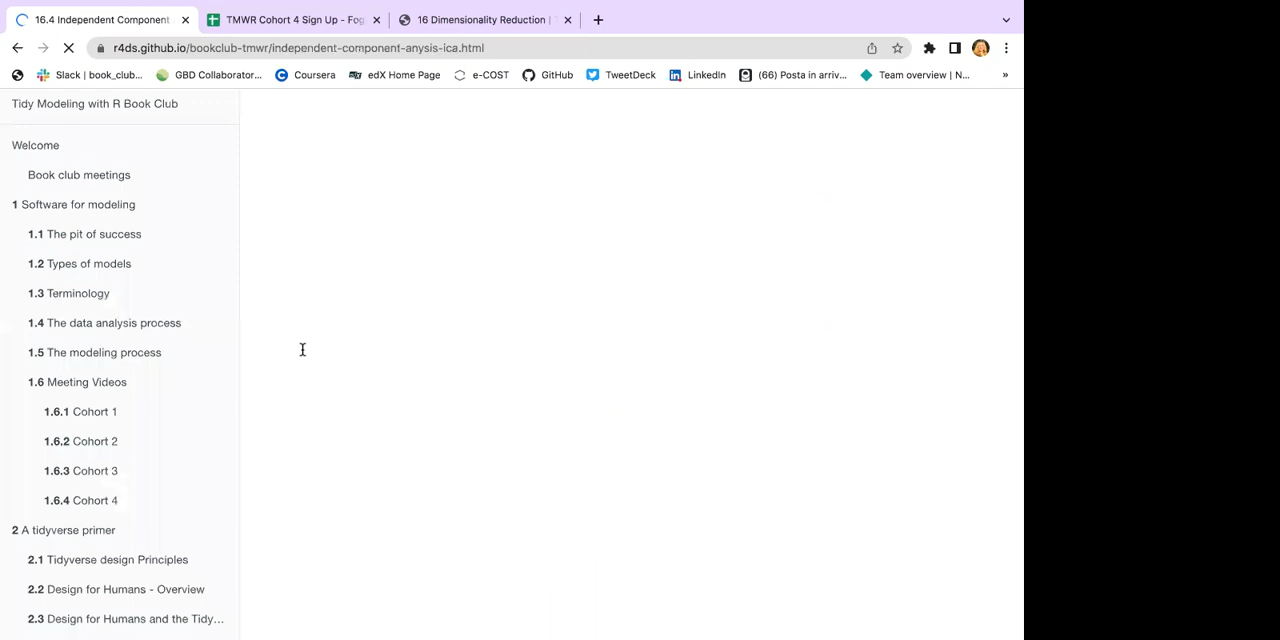 16.4 Independent Component
TMWR Cohort 4 Sign Up - Fog
16 Dimensionality Reduction | T
r4ds.github.io/bookclub-tmwr/independent-component-anysis-ica.html
Slack | book_club...
GBD Collaborator...
Coursera
edX Home Page
e-COST
GitHub
TweetDeck
LinkedIn
(66) Posta in arriv...
Team overview | N...
»
Tidy Modeling with R Book Club
Welcome
Book club meetings
1 Software for modeling
1.1 The pit of success
1.2 Types of models
1.3 Terminology
1.4 The data analysis process
1.5 The modeling process
1.6 Meeting Videos
1.6.1 Cohort 1
1.6.2 Cohort 2
1.6.3 Cohort 3
1.6.4 Cohort 4
2 A tidyverse primer
2.1 Tidyverse design Principles
2.2 Design for Humans - Overview
2.3 Design for Humans and the Tidy...